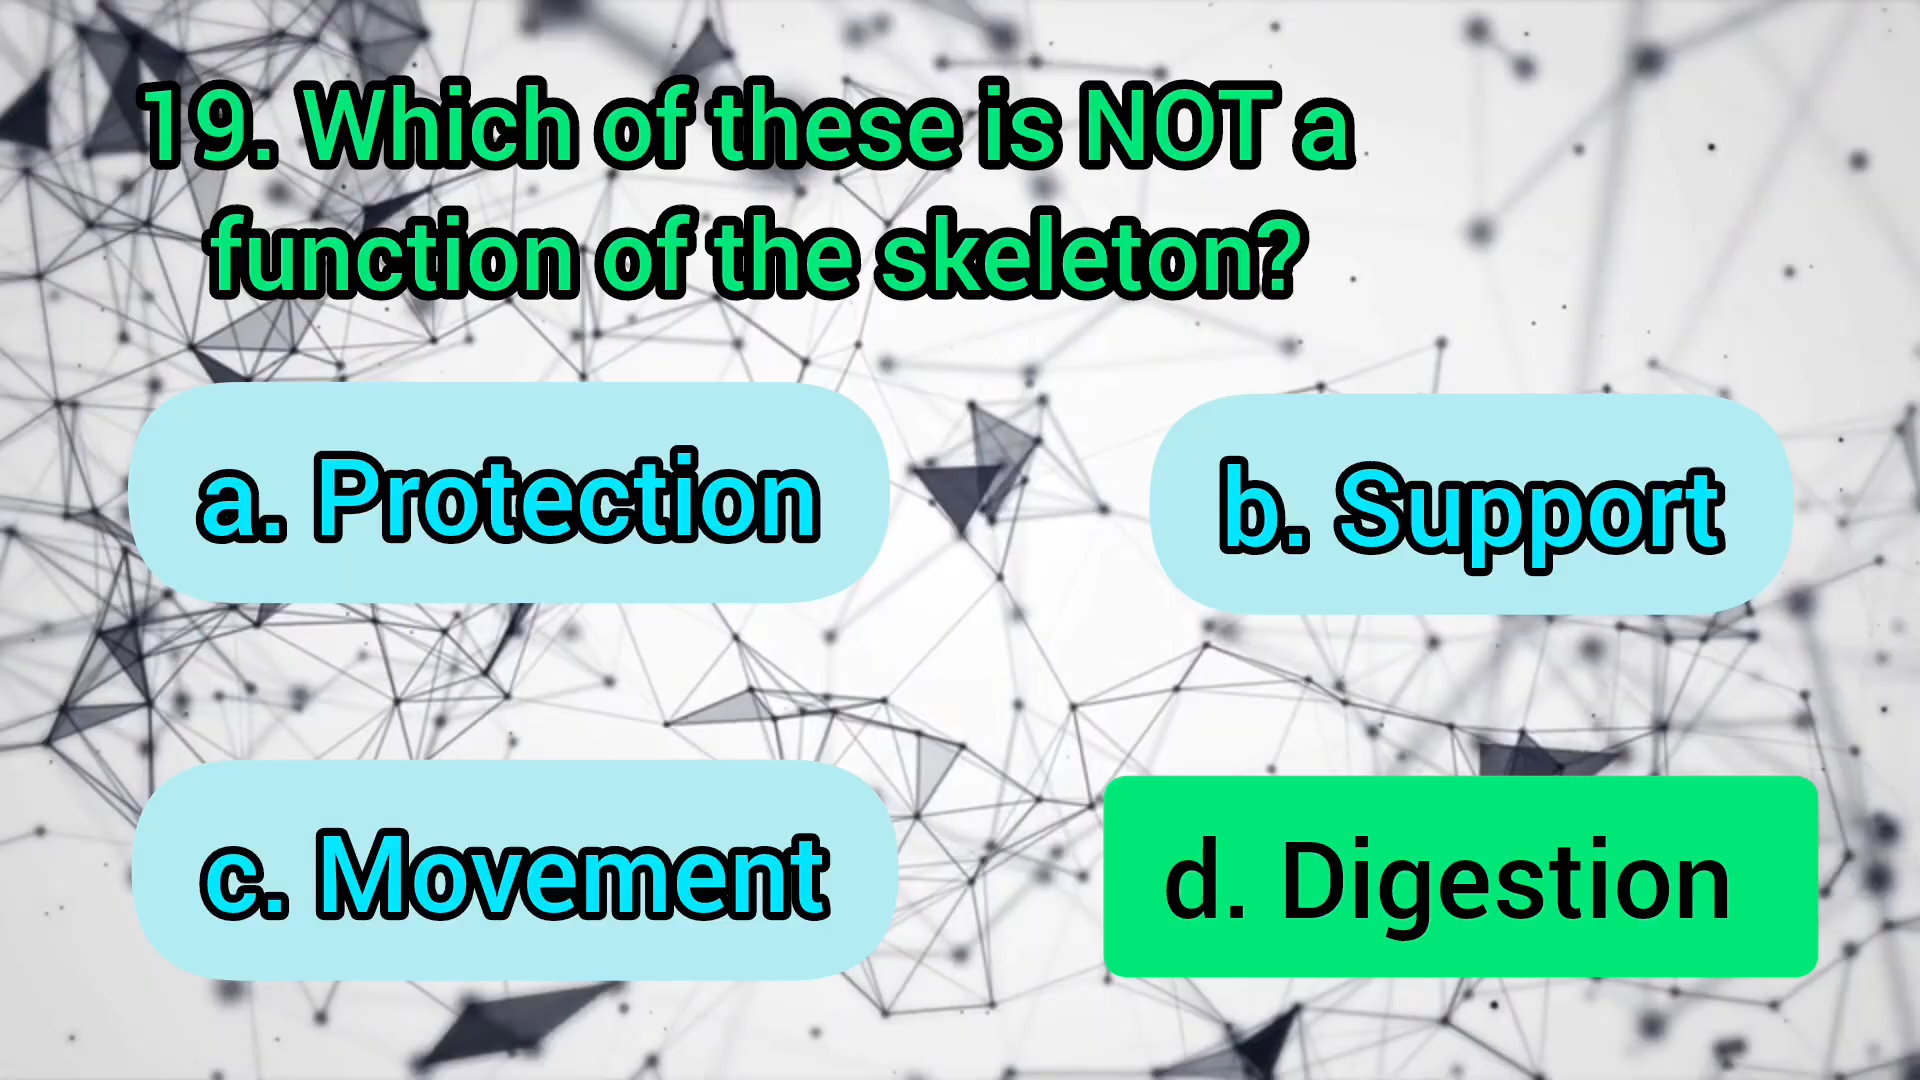 19. Which of these is NOT a
function of the skeleton?
a. Protection
b. Support
c. Movement
d. Digestion